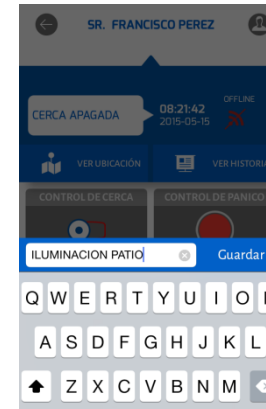 SR. FRANCISCO PEREZ
CERCA APAGADA
08:21:42
2015-05-15
OFFLINE
VER UBICACIÓN
VER HISTORIA
CONTROL DE CERCA
CONTROL DE PANICO
ILUMINACION PATIO
Guardar
Q W E R T Y U I O
A S D F G H J K L
Z X C V B N M